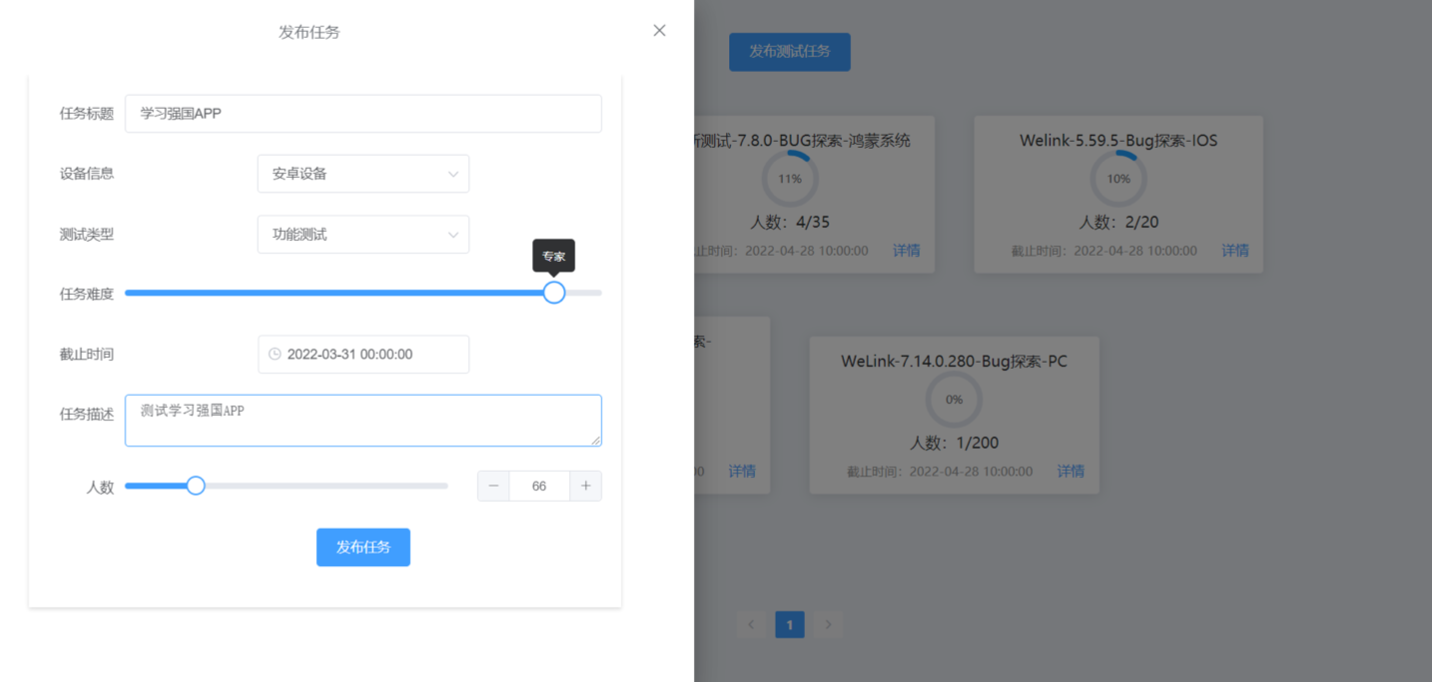 发布任务
任务标题 学习强国APP
设备信息 安卓设备
测试类型 功能测试
专家
任务难度
截止时间 2022-03-31 00:00:00
任务描述 测试学习强国APP
人数 66
发布任务
发布测试任务
测试-7.8.0-BUG探索-鸿蒙系统
11%
人数：4/35
止时间：2022-04-28 10:00:00 详情
Welink-5.59.5-Bug探索-IOS
10%
人数：2/20
截止时间：2022-04-28 10:00:00 详情
索-
00 详情
WeLink-7.14.0.280-Bug探索-PC
0%
人数：1/200
截止时间：2022-04-28 10:00:00 详情
1